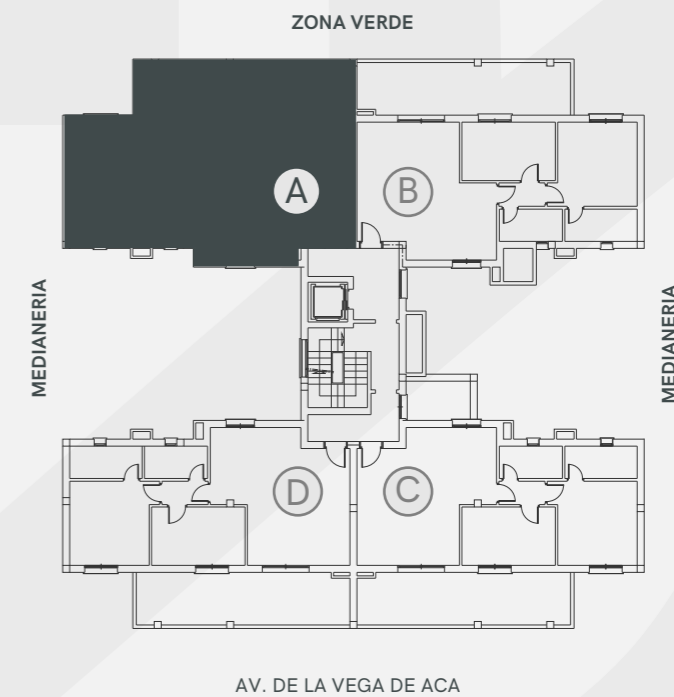 ZONA VERDE
A
B
MEDIANERIA
MEDIANERIA
D
C
AV. DE LA VEGA DE ACA